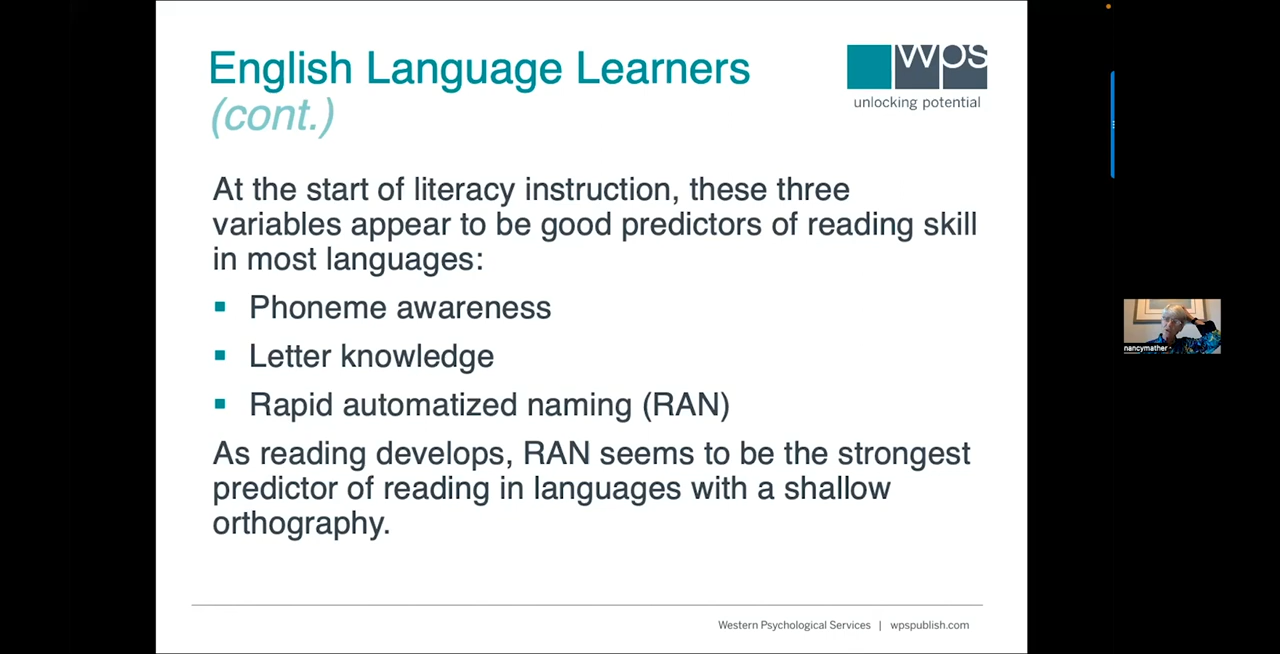 English Language Learners
(cont.)
wps
unlocking potential
At the start of literacy instruction, these three
variables appear to be good predictors of reading skill
in most languages:
▪ Phoneme awareness
▪ Letter knowledge
▪ Rapid automatized naming (RAN)
As reading develops, RAN seems to be the strongest
predictor of reading in languages with a shallow
orthography.
nancymather
Western Psychological Services | wpspublish.com